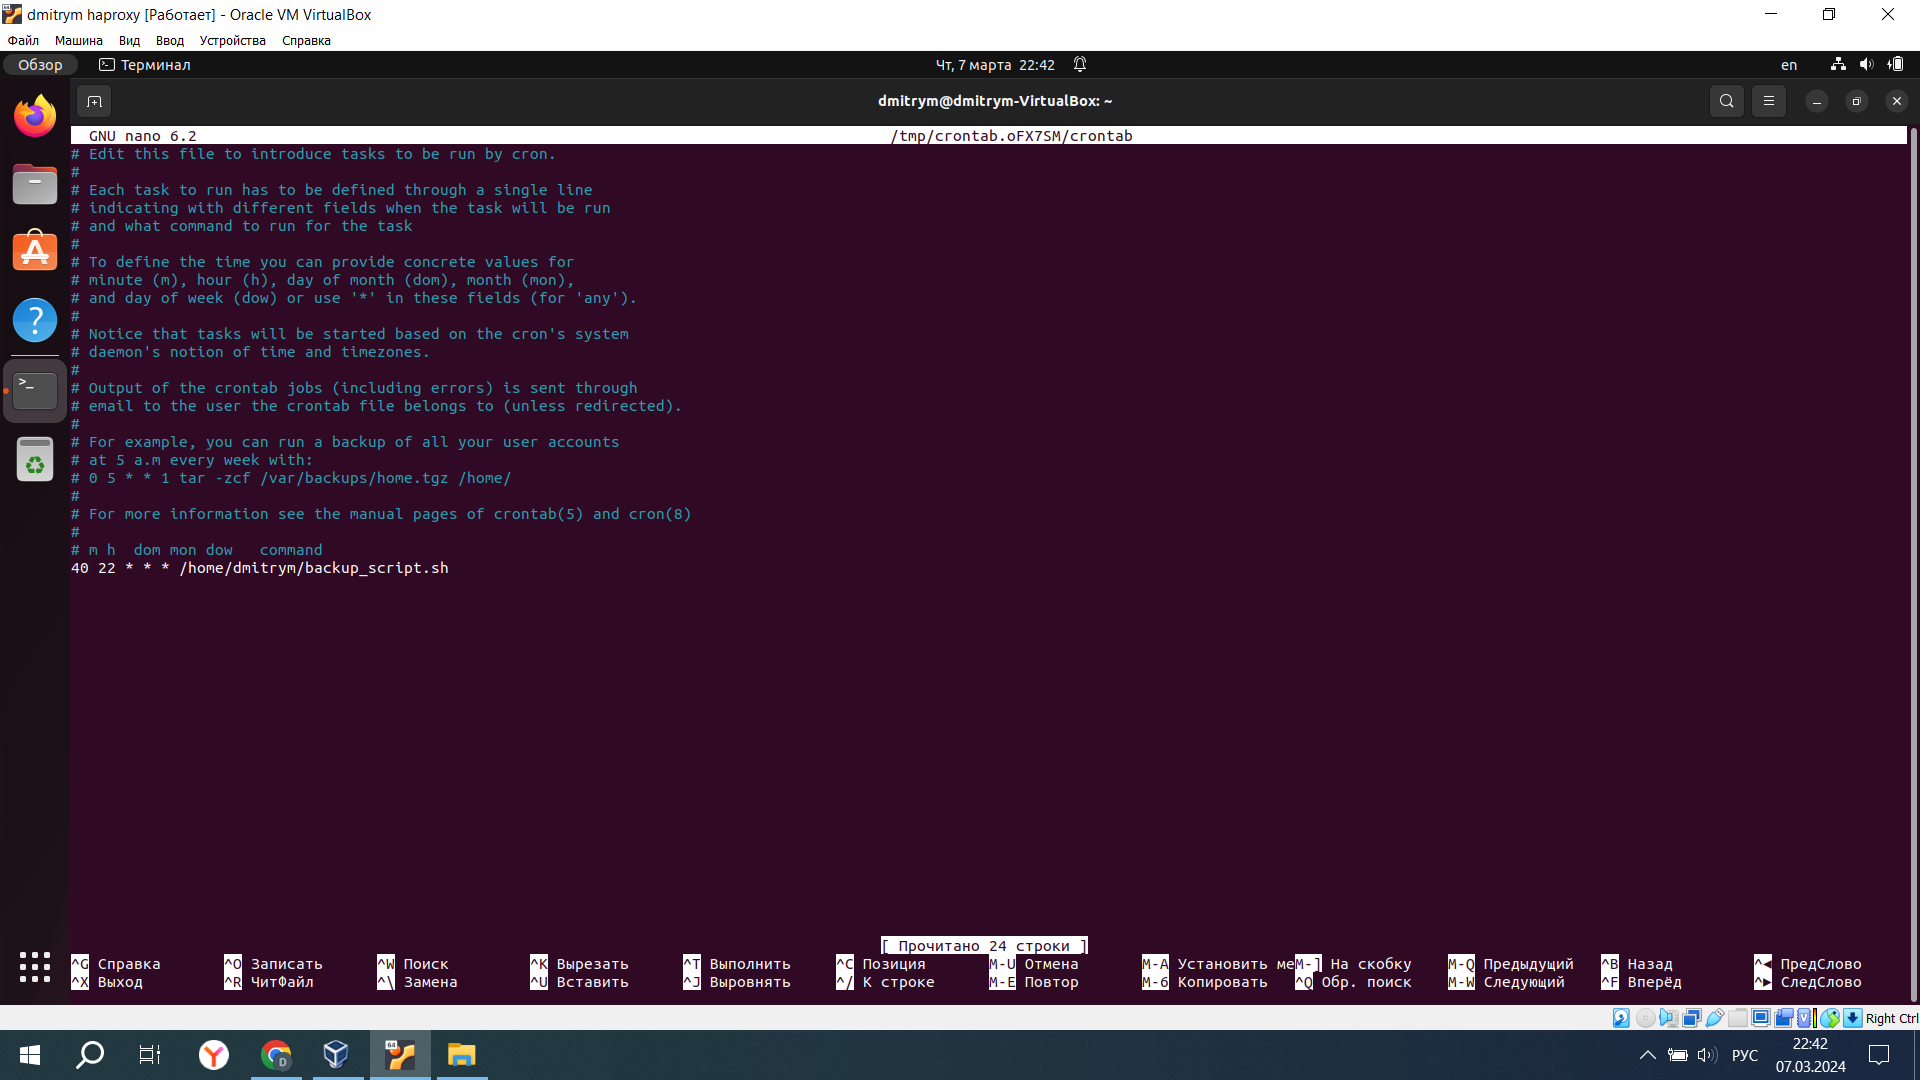 dmitrym haproxy [Работает] - Oracle VM VirtualBox
Файл Машина Вид Ввод Устройства Справка
Обзор Терминал Чт, 7 марта 22:42 en
dmitrym@dmitrym-VirtualBox: ~
GNU nano 6.2 /tmp/crontab.oFX7SM/crontab
# Edit this file to introduce tasks to be run by cron.
#
# Each task to run has to be defined through a single line
# indicating with different fields when the task will be run
# and what command to run for the task
#
# To define the time you can provide concrete values for
# minute (m), hour (h), day of month (dom), month (mon),
# and day of week (dow) or use '*' in these fields (for 'any').
#
# Notice that tasks will be started based on the cron's system
# daemon's notion of time and timezones.
#
# Output of the crontab jobs (including errors) is sent through
# email to the user the crontab file belongs to (unless redirected).
#
# For example, you can run a backup of all your user accounts
# at 5 a.m every week with:
# 0 5 * * 1 tar -zcf /var/backups/home.tgz /home/
#
# For more information see the manual pages of crontab(5) and cron(8)
#
# m h  dom mon dow   command
40 22 * * * /home/dmitrym/backup_script.sh
[ Прочитано 24 строки ]
^G Справка ^O Записать ^W Поиск ^K Вырезать ^T Выполнить ^C Позиция M-U Отмена M-A Установить меM-] На скобку M-Q Предыдущий ^B Назад ^◄ ПредСлово
^X Выход ^R ЧитФайл ^\ Замена ^U Вставить ^J Выровнять ^/ К строке M-E Повтор M-6 Копировать ^Q Обр. поиск M-W Следующий ^F Вперёд ^► СледСлово
Right Ctrl
РУС 22:42
07.03.2024